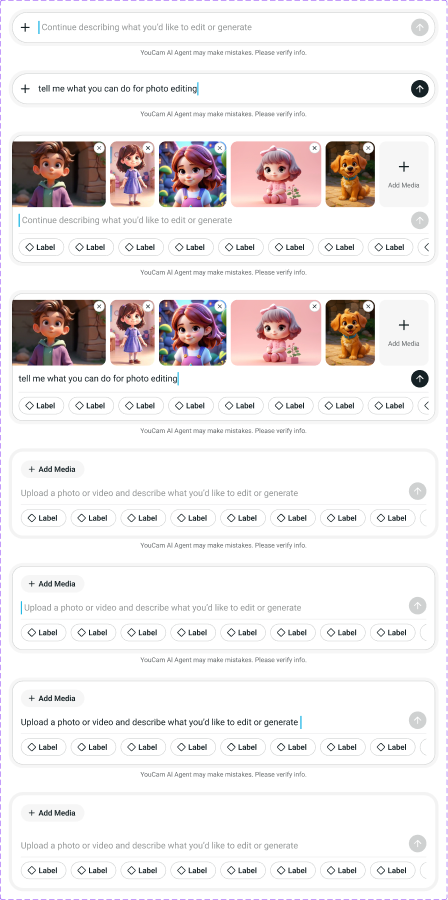 Continue describing what you'd like to edit or generate
YouCam AI Agent may make mistakes. Please verify info.
tell me what you can do for photo editing
YouCam AI Agent may make mistakes. Please verify info.
Add Media
Continue describing what you'd like to edit or generate
Label Label Label Label Label Label Label Label
YouCam AI Agent may make mistakes. Please verify info.
Add Media
tell me what you can do for photo editing
Label Label Label Label Label Label Label Label
YouCam AI Agent may make mistakes. Please verify info.
Add Media
Upload a photo or video and describe what you'd like to edit or generate
Label Label Label Label Label Label Label Label
YouCam AI Agent may make mistakes. Please verify info.
Add Media
Upload a photo or video and describe what you'd like to edit or generate
Label Label Label Label Label Label Label Label
YouCam AI Agent may make mistakes. Please verify info.
Add Media
Upload a photo or video and describe what you'd like to edit or generate
Label Label Label Label Label Label Label Label
YouCam AI Agent may make mistakes. Please verify info.
Add Media
Upload a photo or video and describe what you'd like to edit or generate
Label Label Label Label Label Label Label Label